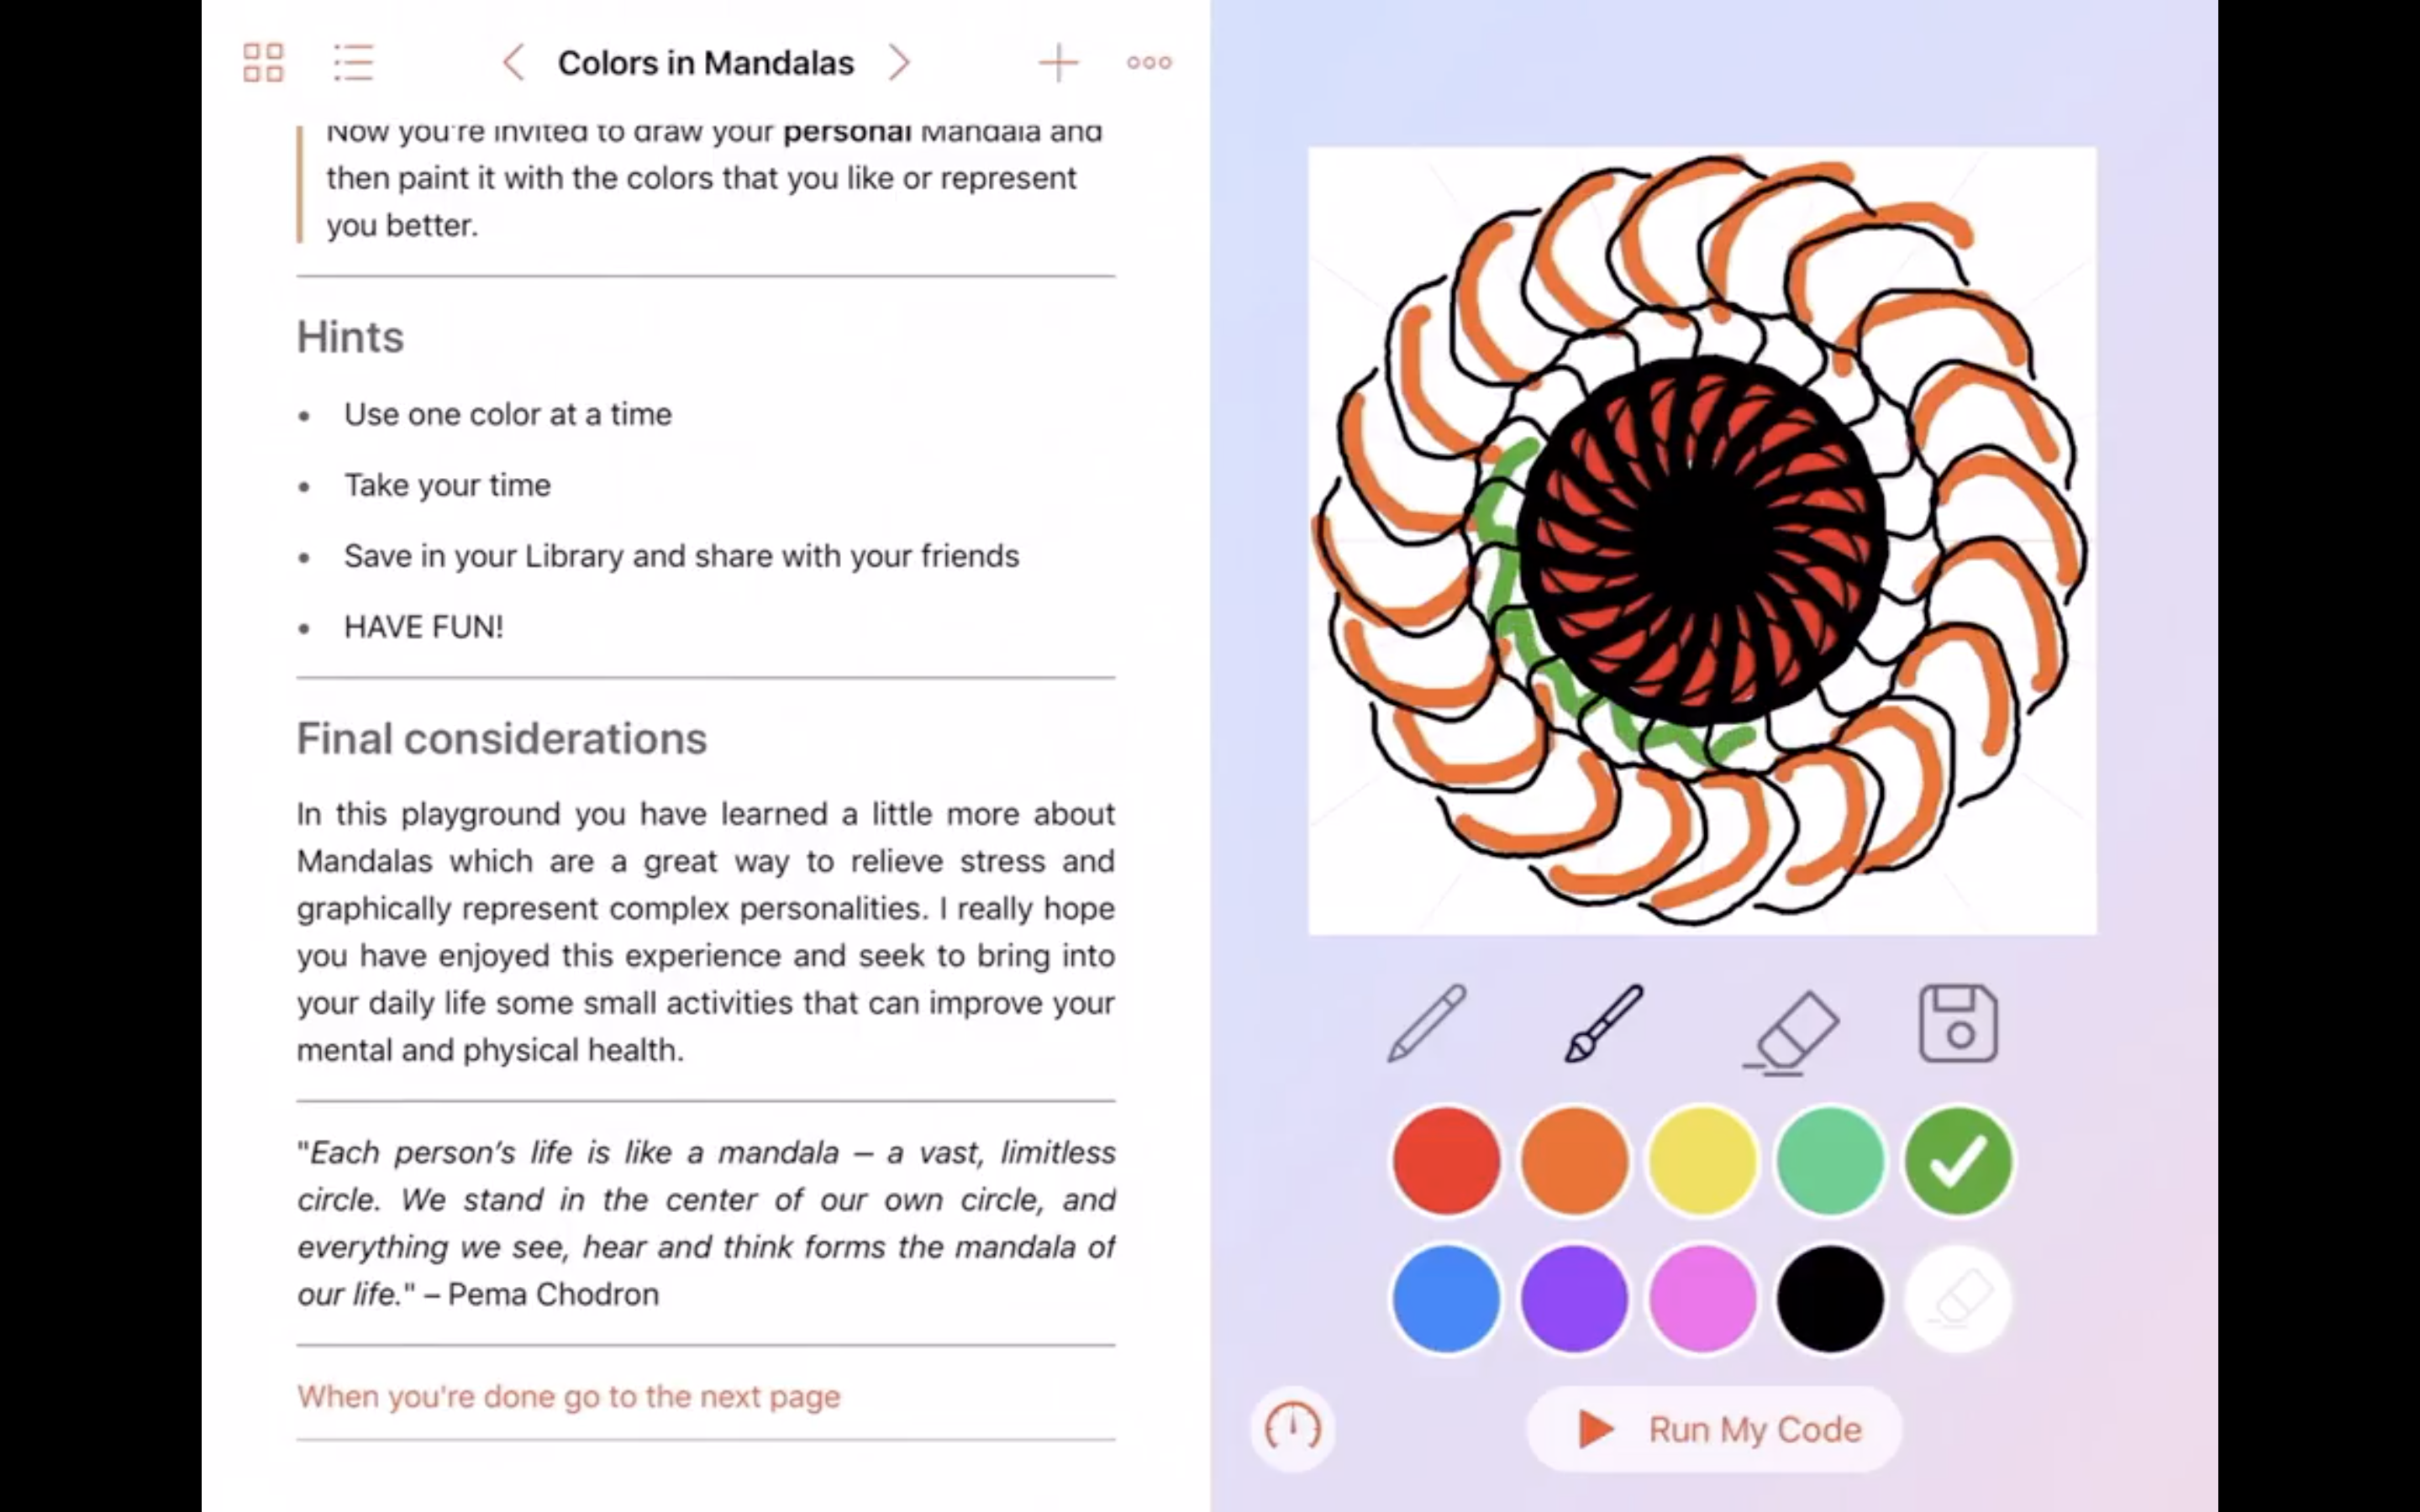 Colors in Mandalas
Now you're invited to draw your personal Mandala and
then paint it with the colors that you like or represent
you better.
Hints
• Use one color at a time
• Take your time
• Save in your Library and share with your friends
• HAVE FUN!
Final considerations
In this playground you have learned a little more about
Mandalas which are a great way to relieve stress and
graphically represent complex personalities. I really hope
you have enjoyed this experience and seek to bring into
your daily life some small activities that can improve your
mental and physical health.
"Each person’s life is like a mandala – a vast, limitless
circle. We stand in the center of our own circle, and
everything we see, hear and think forms the mandala of
our life." – Pema Chodron
When you're done go to the next page
Run My Code